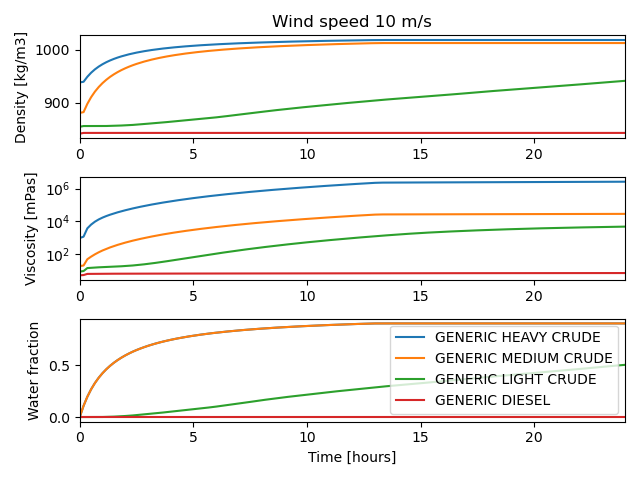 Wind speed 10 m/s
Density [kg/m3]
1000
900
0 5 10 15 20
Viscosity [mPas]
10^6
10^4
10^2
0 5 10 15 20
Water fraction
0.5
0.0
GENERIC HEAVY CRUDE
GENERIC MEDIUM CRUDE
GENERIC LIGHT CRUDE
GENERIC DIESEL
0 5 10 15 20
Time [hours]